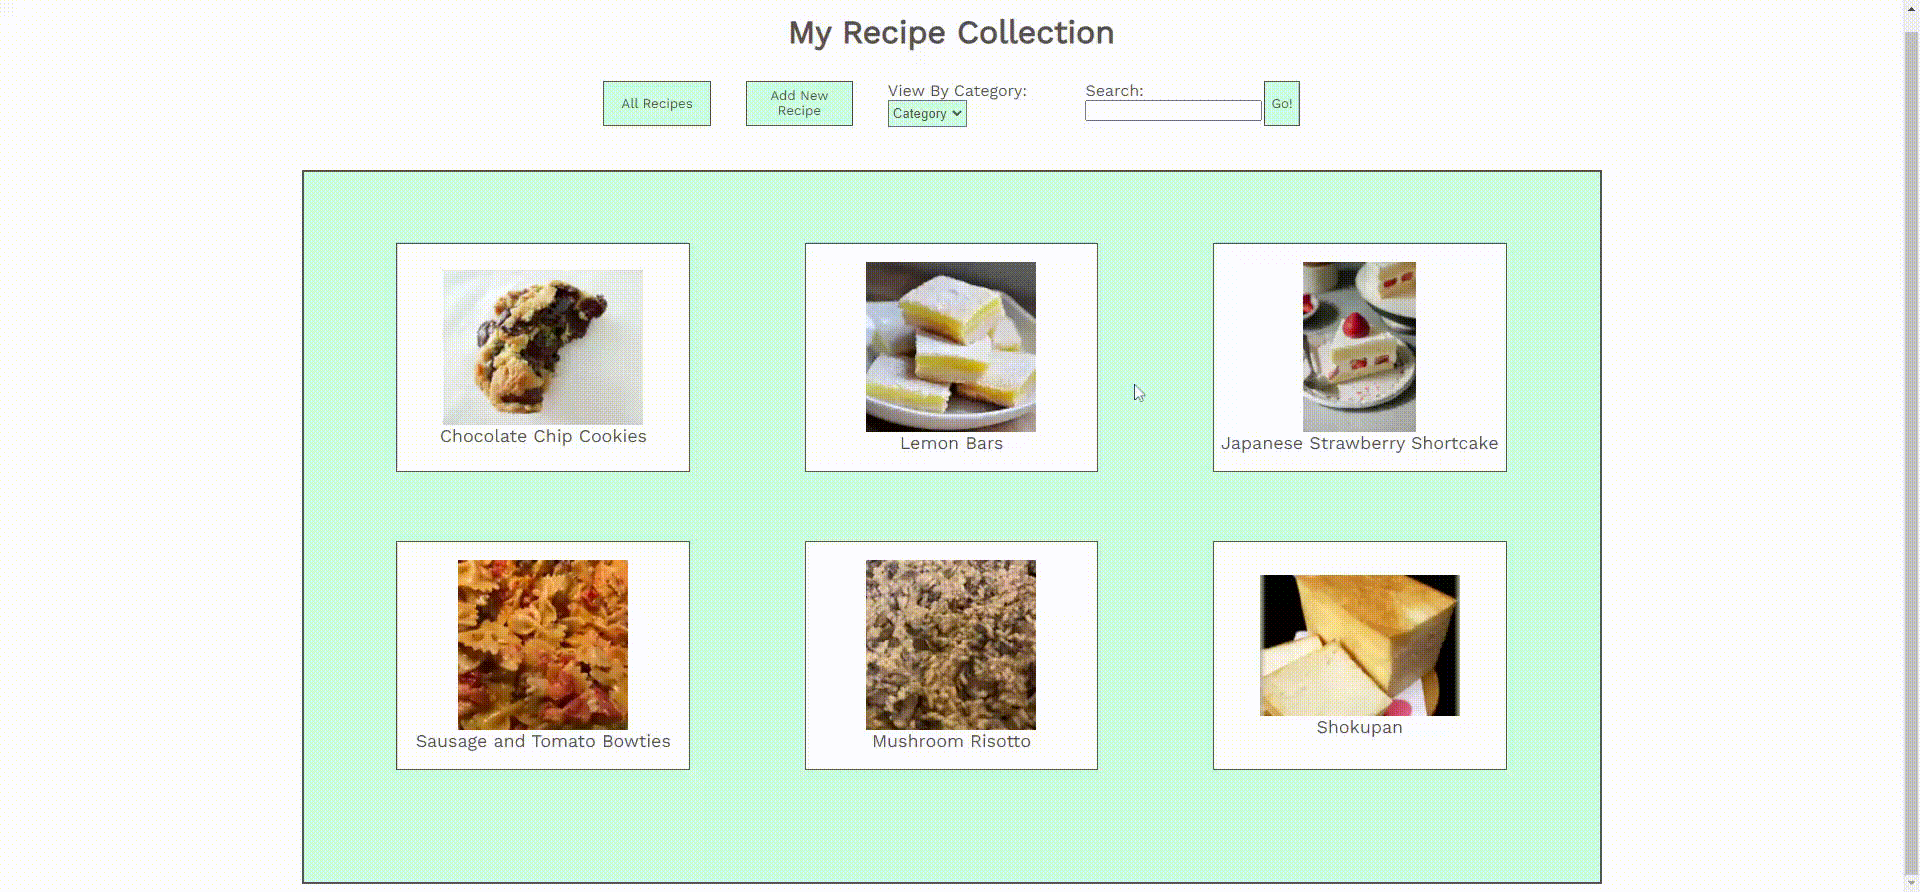 My Recipe Collection
All Recipes
Add New
Recipe
View By Category:
Category
Search:
Go!
Chocolate Chip Cookies
Lemon Bars
Japanese Strawberry Shortcake
Sausage and Tomato Bowties
Mushroom Risotto
Shokupan